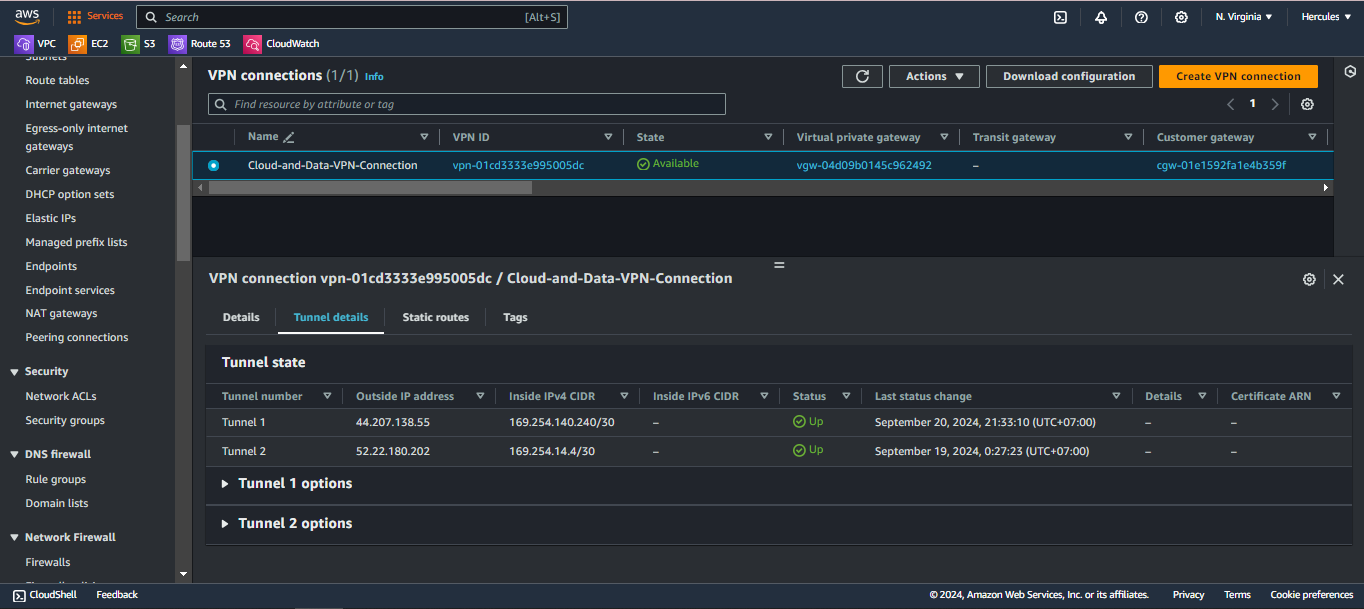 aws Services Search [Alt+S] N. Virginia Hercules
VPC EC2 S3 Route 53 CloudWatch
Subnets
Route tables
Internet gateways
Egress-only internet
gateways
Carrier gateways
DHCP option sets
Elastic IPs
Managed prefix lists
Endpoints
Endpoint services
NAT gateways
Peering connections
Security
Network ACLs
Security groups
DNS firewall
Rule groups
Domain lists
Network Firewall
Firewalls
VPN connections (1/1) Info Actions Download configuration Create VPN connection
Find resource by attribute or tag 1
Name VPN ID State Virtual private gateway Transit gateway Customer gateway
Cloud-and-Data-VPN-Connection vpn-01cd3333e995005dc Available vgw-04d09b0145c962492 – cgw-01e1592fa1e4b359f
VPN connection vpn-01cd3333e995005dc / Cloud-and-Data-VPN-Connection
Details Tunnel details Static routes Tags
Tunnel state
Tunnel number Outside IP address Inside IPv4 CIDR Inside IPv6 CIDR Status Last status change Details Certificate ARN
Tunnel 1 44.207.138.55 169.254.140.240/30 – Up September 20, 2024, 21:33:10 (UTC+07:00) – –
Tunnel 2 52.22.180.202 169.254.14.4/30 – Up September 19, 2024, 0:27:23 (UTC+07:00) – –
Tunnel 1 options
Tunnel 2 options
CloudShell Feedback © 2024, Amazon Web Services, Inc. or its affiliates. Privacy Terms Cookie preferences